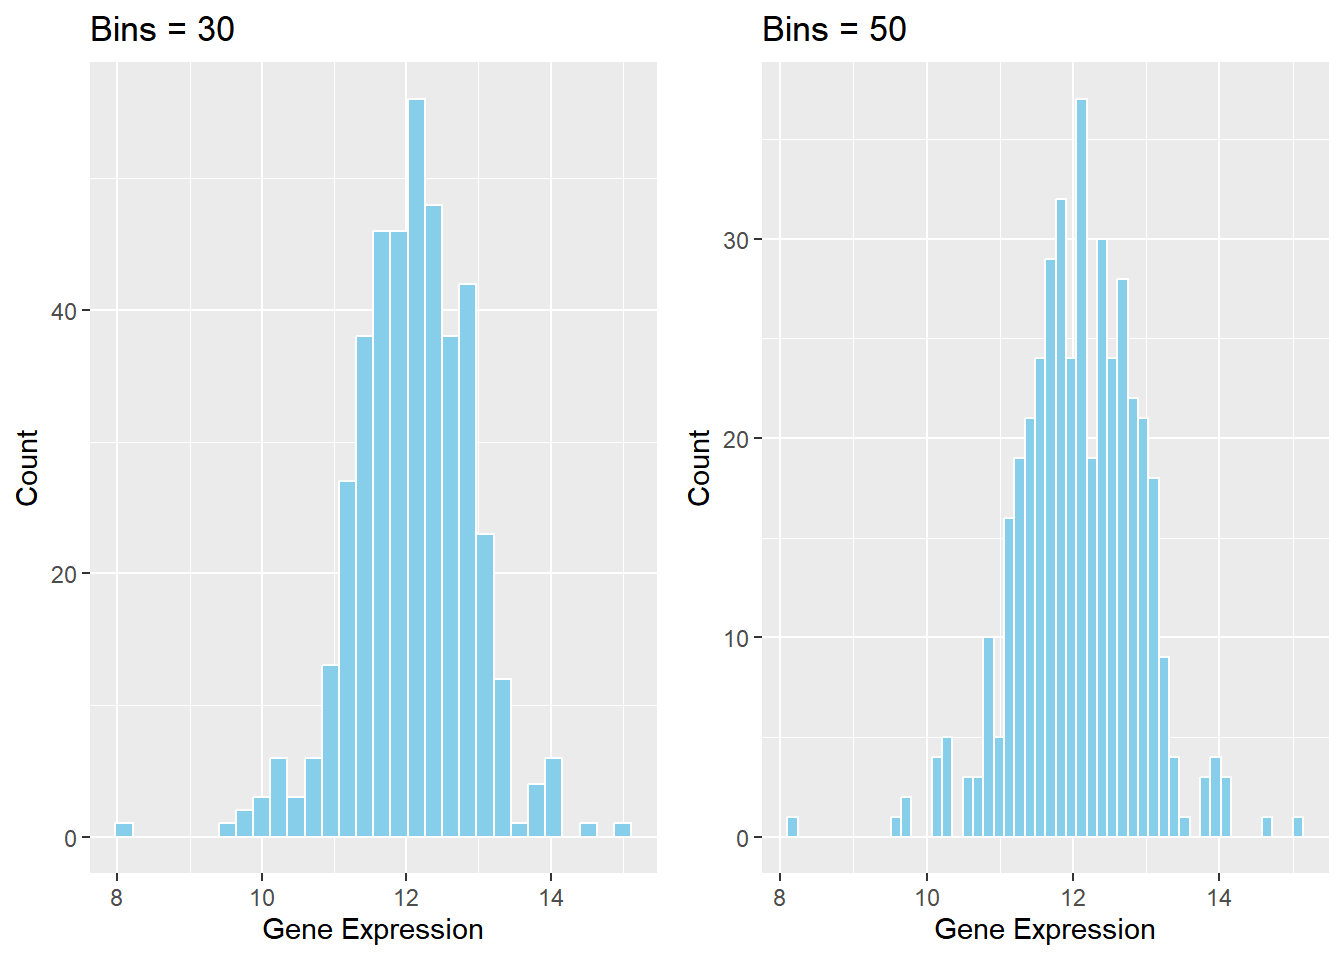 Bins = 30
Count
40
20
0
8 10 12 14
Gene Expression
Bins = 50
Count
30
20
10
0
8 10 12 14
Gene Expression